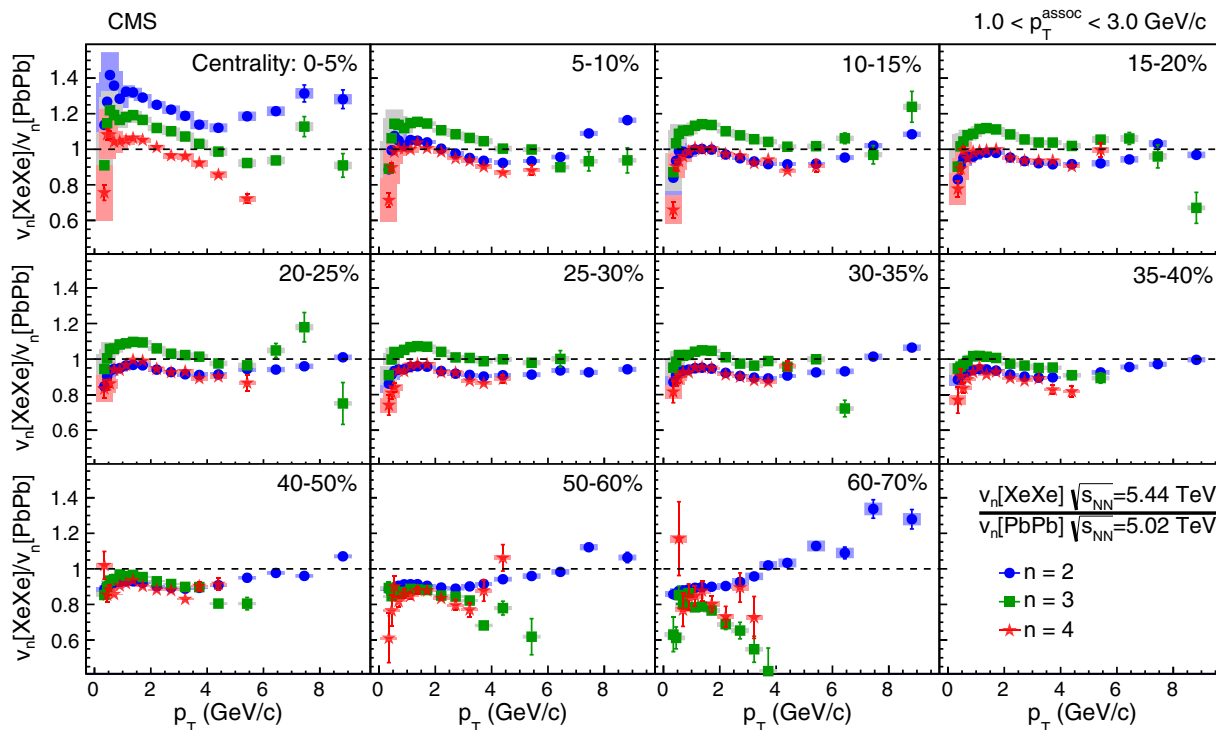 CMS
1.0 < p_T^assoc < 3.0 GeV/c
v_n[XeXe]/v_n[PbPb]
1.4
1.2
1
0.8
0.6
Centrality: 0-5%
5-10%
10-15%
15-20%
v_n[XeXe]/v_n[PbPb]
1.4
1.2
1
0.8
0.6
20-25%
25-30%
30-35%
35-40%
v_n[XeXe]/v_n[PbPb]
1.4
1.2
1
0.8
0.6
40-50%
50-60%
60-70%
v_n[XeXe] √s_NN=5.44 TeV
v_n[PbPb] √s_NN=5.02 TeV
n = 2
n = 3
n = 4
0 2 4 6 8
0 2 4 6 8
0 2 4 6 8
0 2 4 6 8
p_T (GeV/c)
p_T (GeV/c)
p_T (GeV/c)
p_T (GeV/c)